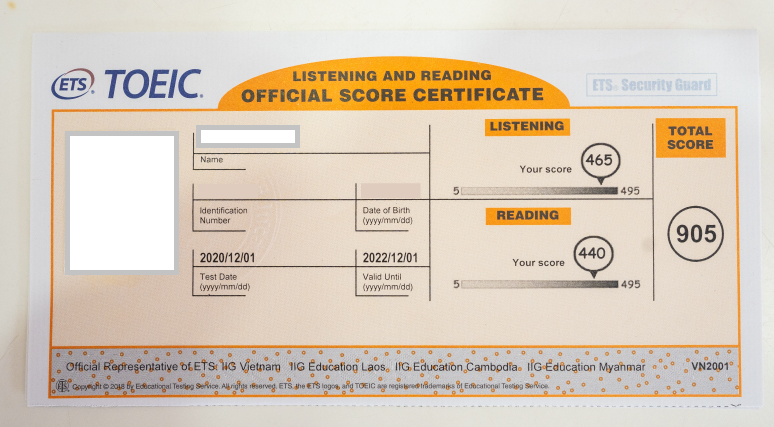 ETS® TOEIC®
LISTENING AND READING
OFFICIAL SCORE CERTIFICATE
ETS® Security Guard
Name
Identification
Number
Date of Birth
(yyyy/mm/dd)
2020/12/01
Test Date
(yyyy/mm/dd)
2022/12/01
Valid Until
(yyyy/mm/dd)
LISTENING
Your score
465
5 495
READING
Your score
440
5 495
TOTAL
SCORE
905
Official Representative of ETS: IIG Vietnam IIG Education Laos, IIG Education Cambodia IIG Education Myanmar VN2001
Copyright © 2018 by Educational Testing Service. All rights reserved. ETS, the ETS logos, and TOEIC are registered trademarks of Educational Testing Service.